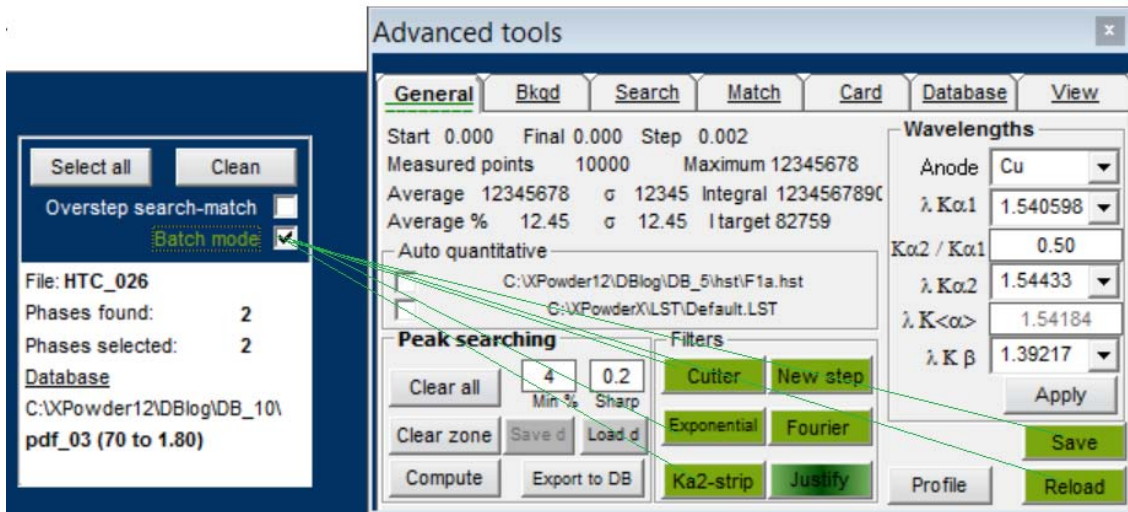 Advanced tools
x
General Bkgd Search Match Card Database View
Select all Clean
Overstep search-match
Batch mode
File: HTC_026
Phases found: 2
Phases selected: 2
Database
C:\XPowder12\DBlog\DB_10\
pdf_03 (70 to 1.80)
Start 0.000 Final 0.000 Step 0.002
Measured points 10000 Maximum 12345678
Average 12345678 σ 12345 Integral 1234567890
Average % 12.45 σ 12.45 I target 82759
Auto quantitative
C:\XPowder12\DBlog\DB_5\hst\F1a.hst
C:\XPowderX\LST\Default.LST
Peak searching
Clear all 4 0.2
Min % Sharp
Clear zone Save d Load d
Compute Export to DB
Filters
Cutter New step
Exponential Fourier
Ka2-strip Justify
Wavelengths
Anode Cu
λ Kα1 1.540598
Kα2 / Kα1 0.50
λ Kα2 1.54433
λ K<α> 1.54184
λ K β 1.39217
Apply
Save
Profile Reload